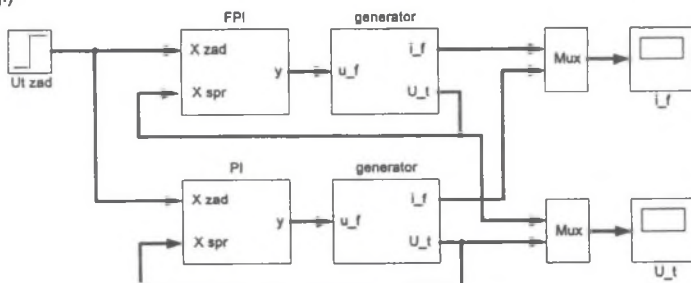 FPI
generator
X zad
i_f
y
u_f
Mux
X spr
U_t
Ut zad
i_f
PI
generator
X zad
i_f
y
u_f
Mux
X spr
U_t
U_t